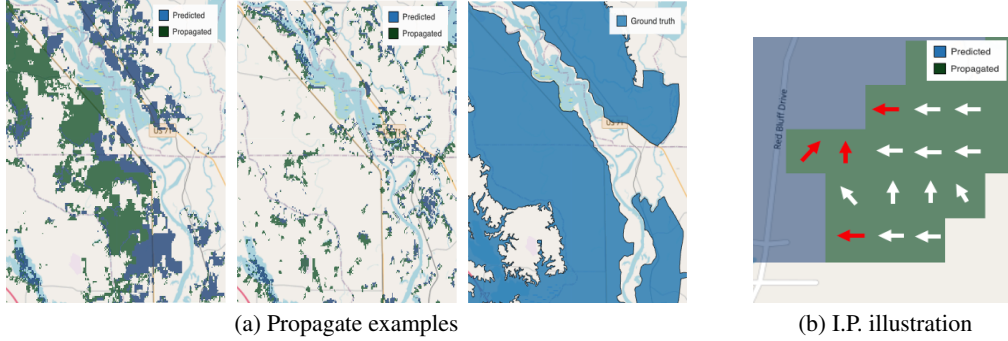 Predicted
Propagated
Predicted
Propagated
Ground truth
Predicted
Propagated
Red Bluff Drive
(a) Propagate examples
(b) I.P. illustration